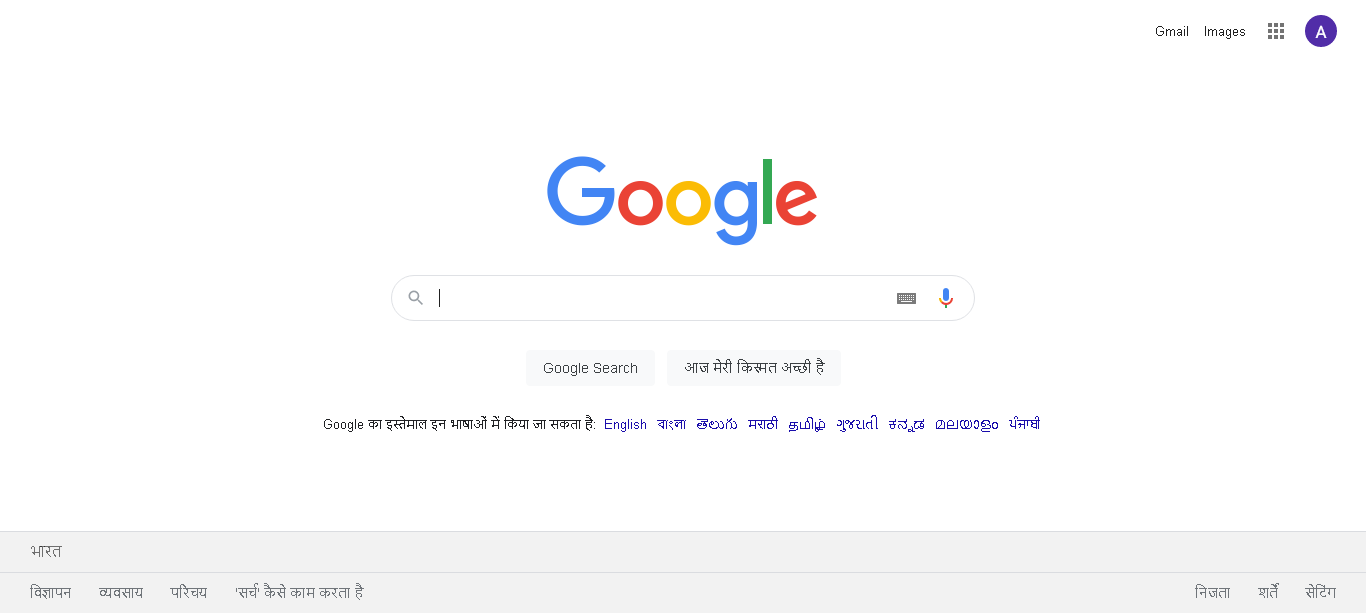 Gmail Images A
Google
Google Search आज मेरी किस्मत अच्छी है
Google का इस्तेमाल इन भाषाओं में किया जा सकता है: English বাংলা తెలుగు मराठी தமிழ் ગુજરાતી ಕನ್ನಡ മലയാളം ਪੰਜਾਬੀ
भारत
विज्ञापन व्यवसाय परिचय 'सर्च' कैसे काम करता है निजता शर्तें सेटिंग